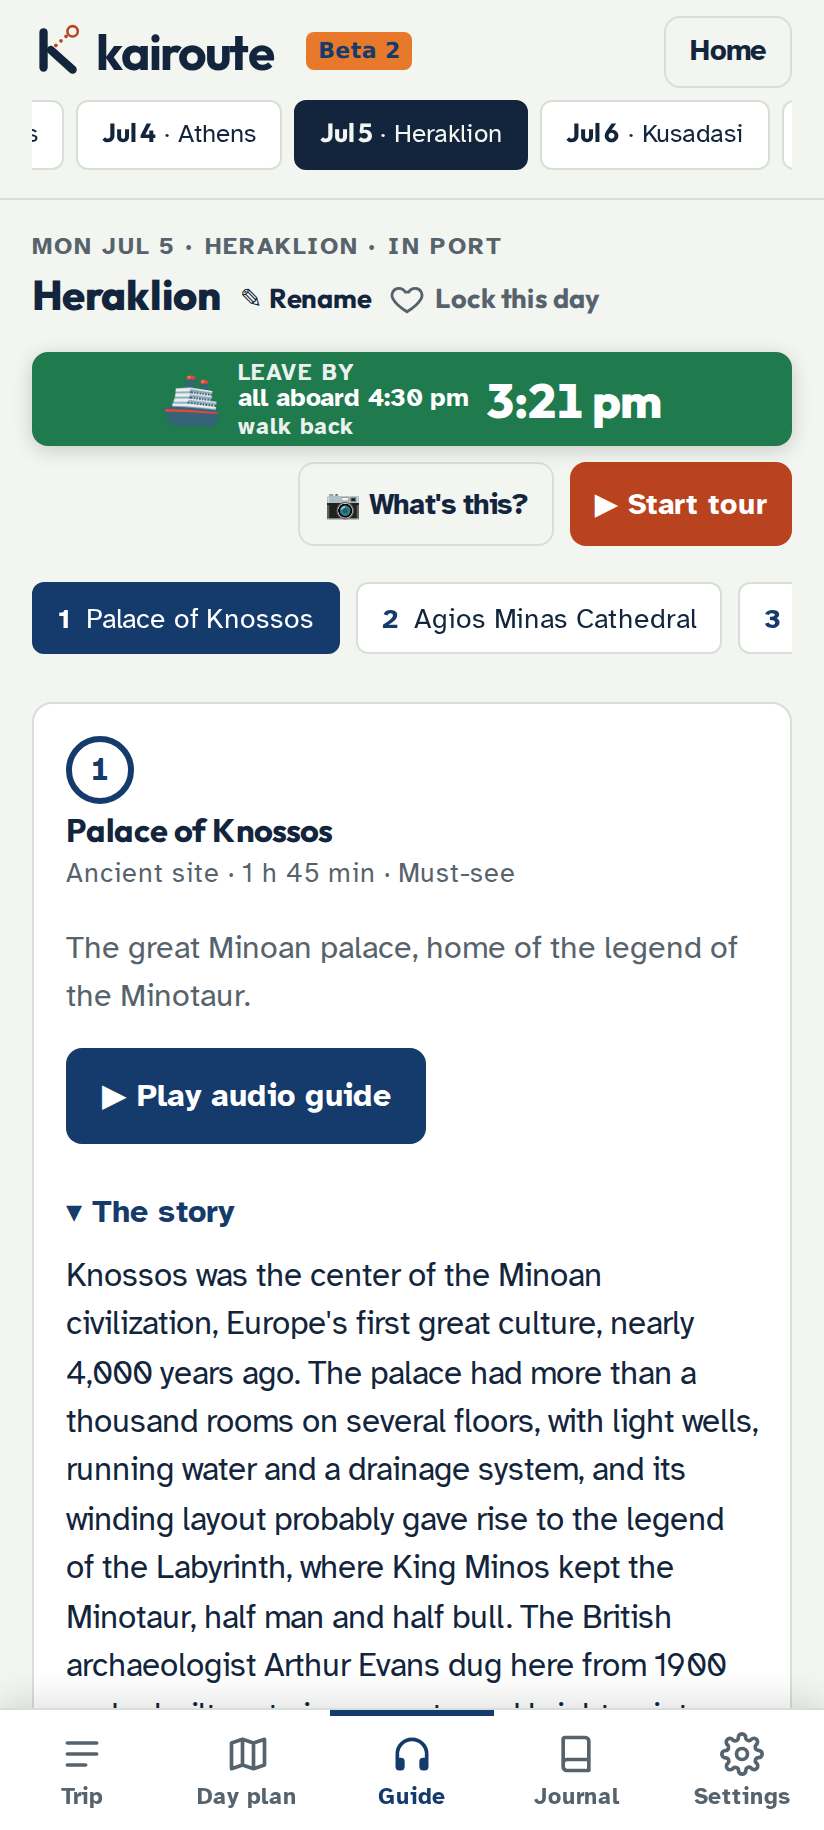 kairoute
Beta 2
Home
s
Jul 4 · Athens
Jul 5 · Heraklion
Jul 6 · Kusadasi
MON JUL 5 · HERAKLION · IN PORT
Heraklion
✎ Rename
Lock this day
LEAVE BY
all aboard 4:30 pm
walk back
3:21 pm
What's this?
▶ Start tour
1 Palace of Knossos
2 Agios Minas Cathedral
3
1
Palace of Knossos
Ancient site · 1 h 45 min · Must-see
The great Minoan palace, home of the legend of
the Minotaur.
▶ Play audio guide
▾ The story
Knossos was the center of the Minoan
civilization, Europe's first great culture, nearly
4,000 years ago. The palace had more than a
thousand rooms on several floors, with light wells,
running water and a drainage system, and its
winding layout probably gave rise to the legend
of the Labyrinth, where King Minos kept the
Minotaur, half man and half bull. The British
archaeologist Arthur Evans dug here from 1900
Trip
Day plan
Guide
Journal
Settings